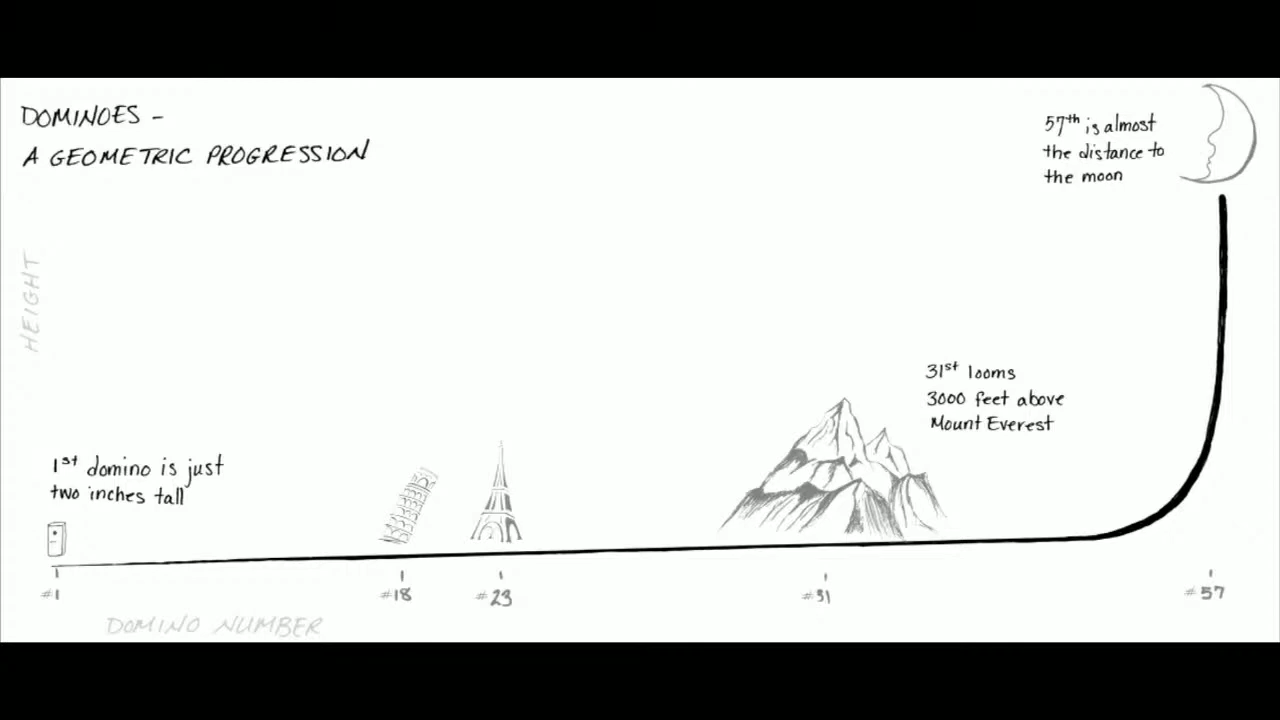 DOMINOES -
A GEOMETRIC PROGRESSION
57th is almost
the distance to
the moon
HEIGHT
31st looms
3000 feet above
Mount Everest
1st domino is just
two inches tall
#1
#18
#23
#31
#57
DOMINO NUMBER